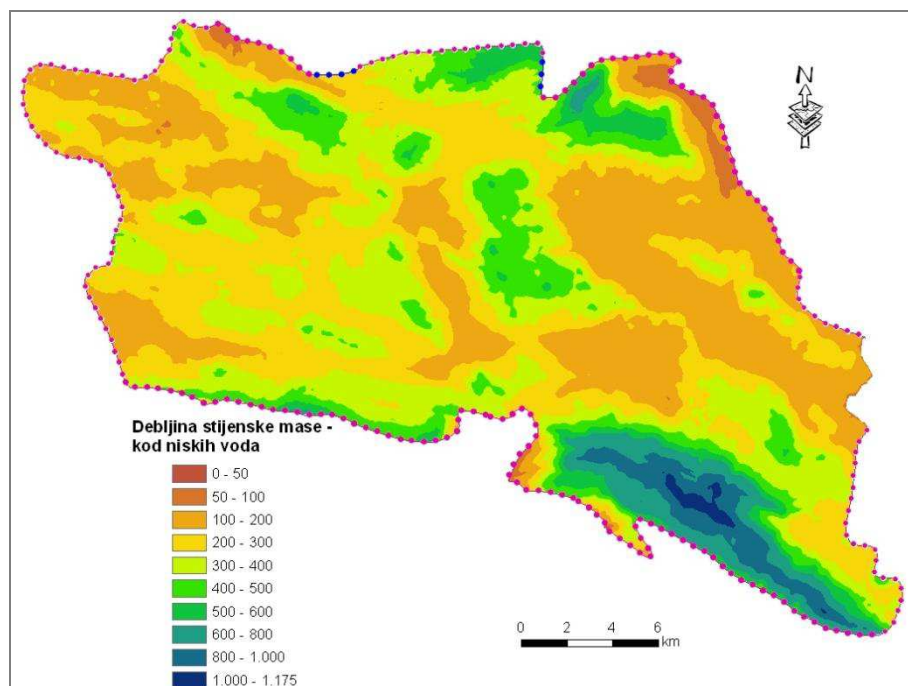 N
Debljina stijenske mase -
kod niskih voda
0 - 50
50 - 100
100 - 200
200 - 300
300 - 400
400 - 500
500 - 600
600 - 800
800 - 1.000
1.000 - 1.175
0 2 4 6
km